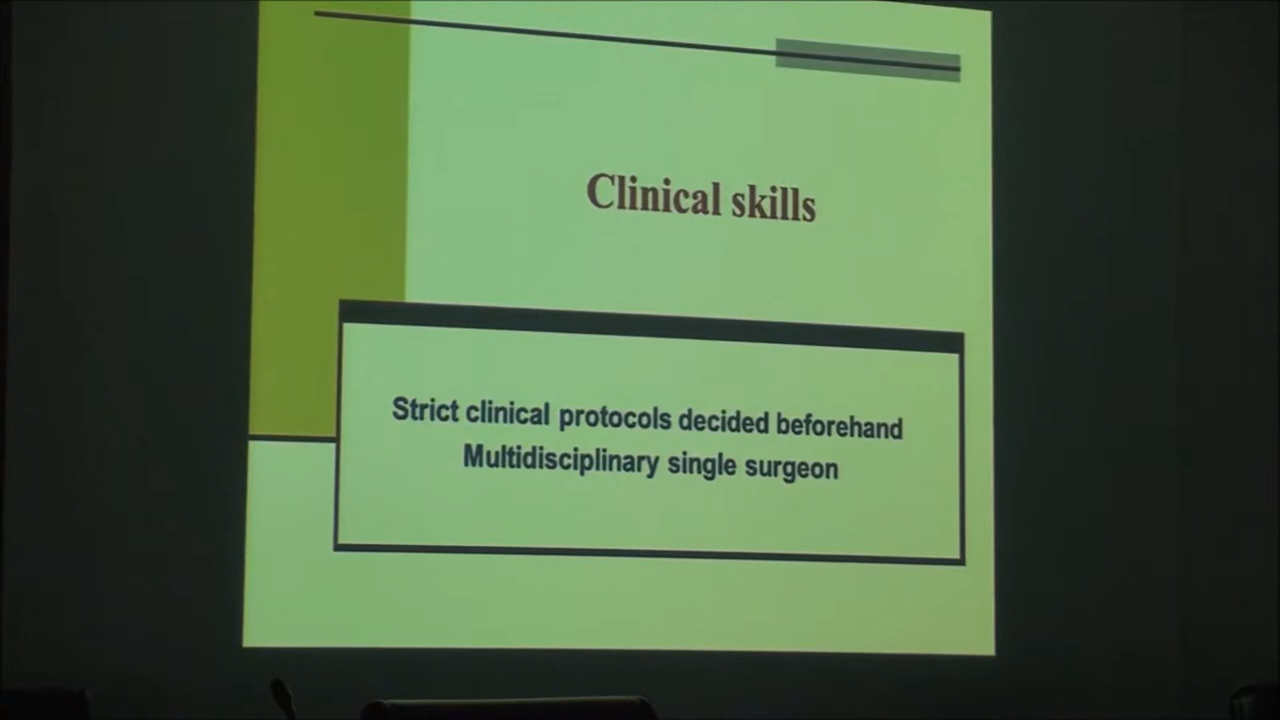 Clinical skills
Strict clinical protocols decided beforehand
Multidisciplinary single surgeon